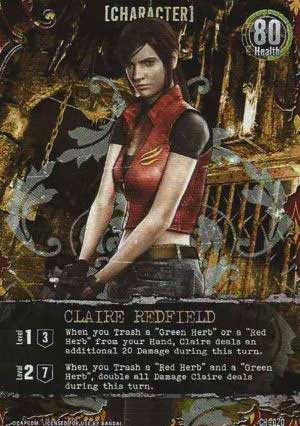 [CHARACTER]
80
Health
CLAIRE REDFIELD
Level 1 3
When you Trash a "Green Herb" or a "Red
Herb" from your Hand, Claire deals an
additional 20 Damage during this turn.
Level 2 7
When you Trash a "Red Herb" and a "Green
Herb", double all Damage Claire deals
during this turn.
©CAPCOM. LICENSED FOR USE BY BANDAI.
CH-020